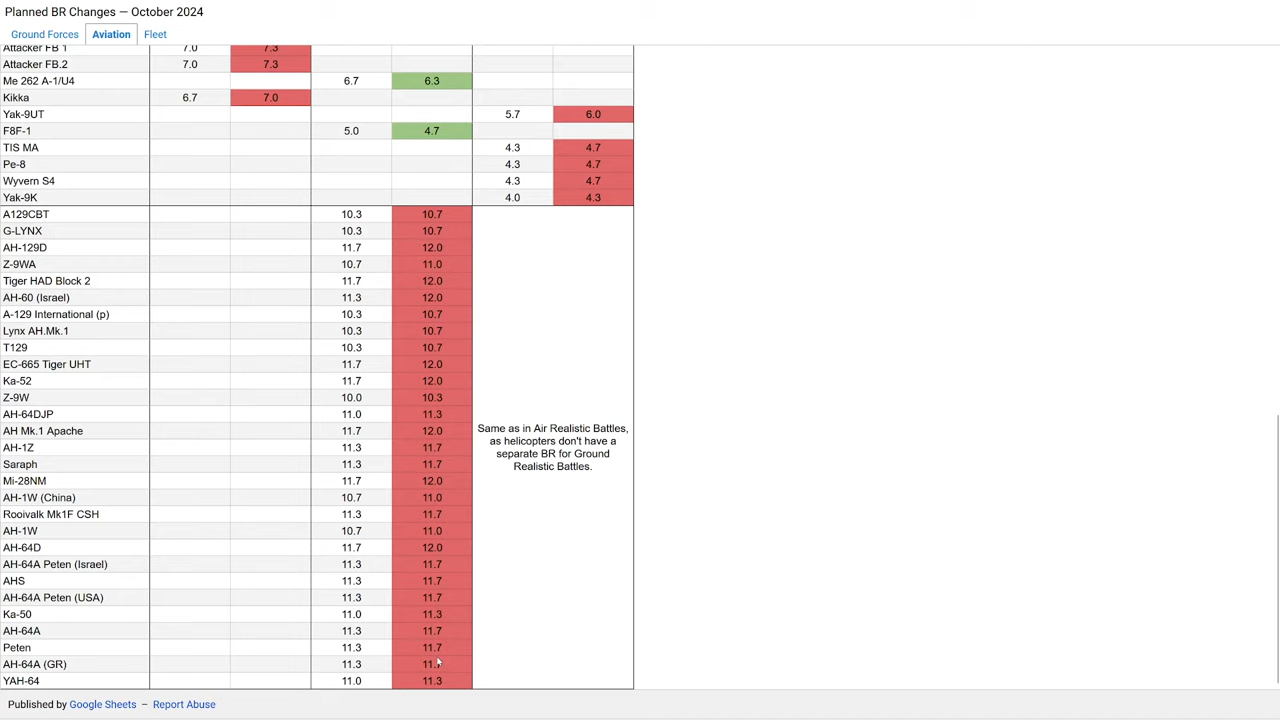 Planned BR Changes — October 2024
Ground Forces Aviation Fleet
Attacker FB 1 7.0 7.3
Attacker FB.2 7.0 7.3
Me 262 A-1/U4 6.7 6.3
Kikka 6.7 7.0
Yak-9UT 5.7 6.0
F8F-1 5.0 4.7
TIS MA 4.3 4.7
Pe-8 4.3 4.7
Wyvern S4 4.3 4.7
Yak-9K 4.0 4.3
A129CBT 10.3 10.7
G-LYNX 10.3 10.7
AH-129D 11.7 12.0
Z-9WA 10.7 11.0
Tiger HAD Block 2 11.7 12.0
AH-60 (Israel) 11.3 12.0
A-129 International (p) 10.3 10.7
Lynx AH.Mk.1 10.3 10.7
T129 10.3 10.7
EC-665 Tiger UHT 11.7 12.0
Ka-52 11.7 12.0
Z-9W 10.0 10.3
AH-64DJP 11.0 11.3
AH Mk.1 Apache 11.7 12.0
AH-1Z 11.3 11.7
Saraph 11.3 11.7
Mi-28NM 11.7 12.0
AH-1W (China) 10.7 11.0
Rooivalk Mk1F CSH 11.3 11.7
AH-1W 10.7 11.0
AH-64D 11.7 12.0
AH-64A Peten (Israel) 11.3 11.7
AHS 11.3 11.7
AH-64A Peten (USA) 11.3 11.7
Ka-50 11.0 11.3
AH-64A 11.3 11.7
Peten 11.3 11.7
AH-64A (GR) 11.3
YAH-64 11.0 11.3
Same as in Air Realistic Battles,
as helicopters don't have a
separate BR for Ground
Realistic Battles.
Published by Google Sheets – Report Abuse